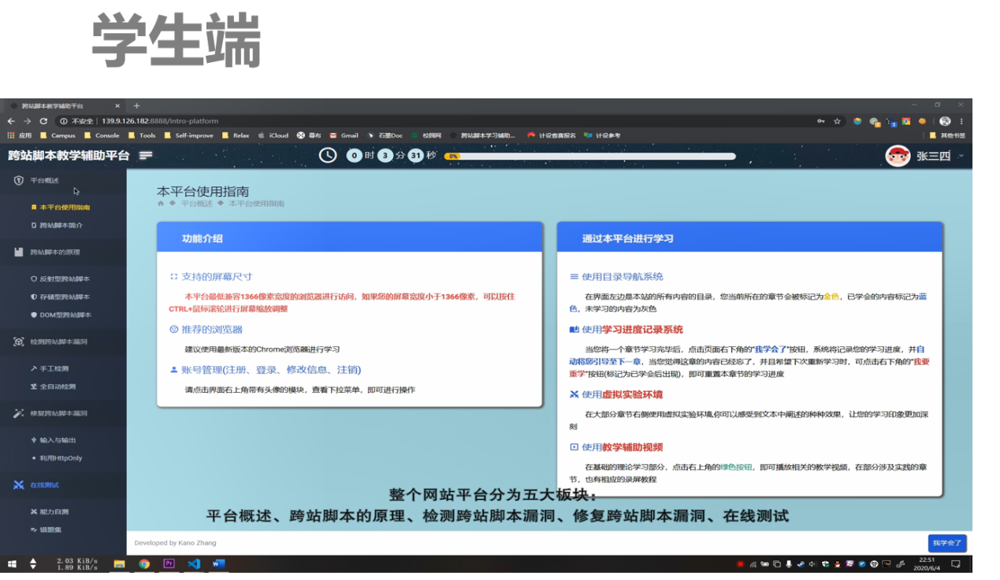 学生端
跨站脚本教学辅助平台
不安全 | 139.9.126.182:8888/intro-platform
应用 Campus Console Tools Self-improve Relax iCloud 幕布 Gmail 石墨Doc 校园网 跨站脚本学习辅助... 计设省赛报名 计设参考 其他书签
跨站脚本教学辅助平台 0 时 3 分 31 秒 0% 张三四
平台概述
本平台使用指南
跨站脚本简介
跨站脚本的原理
反射型跨站脚本
存储型跨站脚本
DOM型跨站脚本
检测跨站脚本漏洞
手工检测
全自动检测
修复跨站脚本漏洞
输入与输出
利用HttpOnly
在线测试
能力自测
错题集
本平台使用指南
平台概述 本平台使用指南
功能介绍
支持的屏幕尺寸
本平台最低兼容1366像素宽度的浏览器进行访问，如果您的屏幕宽度小于1366像素，可以按住
CTRL+鼠标滚轮进行屏幕缩放调整
推荐的浏览器
建议使用最新版本的Chrome浏览器进行学习
账号管理(注册、登录、修改信息、注销)
请点击界面右上角带有头像的模块，查看下拉菜单，即可进行操作
通过本平台进行学习
使用目录导航系统
在界面左边是本站的所有内容的目录，您当前所在的章节会被标记为金色，已学会的内容标记为蓝
色，未学习的内容为灰色
使用学习进度记录系统
当您将一个章节学习完毕后，点击页面右下角的"我学会了"按钮，系统将记录您的学习进度，并自
动将您引导至下一章，当您觉得这章的内容已经忘了，并且希望下次重新学习时，可点击右下角的"我要
重学"按钮(标记为已学会后出现)，即可重置本章节的学习进度
使用虚拟实验环境
在大部分章节右侧使用虚拟实验环境,你可以感受到文本中阐述的种种效果，让您的学习印象更加深
刻
使用教学辅助视频
在基础的理论学习部分，点击右上角的绿色按钮，即可播放相关的教学视频，在部分涉及实践的章
节，也有相应的录屏教程
整个网站平台分为五大板块：
平台概述、跨站脚本的原理、检测跨站脚本漏洞、修复跨站脚本漏洞、在线测试
Developed by Kano Zhang
我学会了
2.03 KiB/s
1.89 KiB/s
22:51
2020/6/4